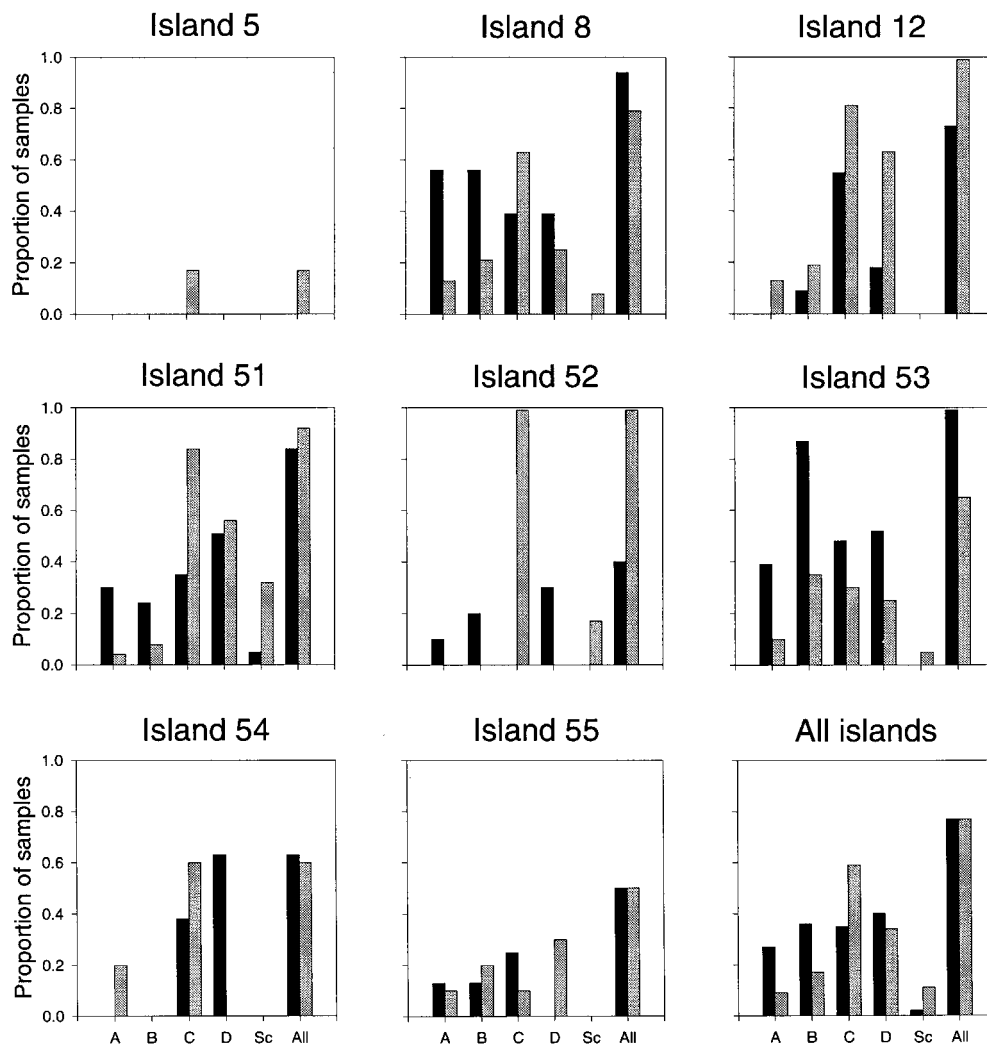 Island 5
Island 8
Island 12
Proportion of samples
1.0
0.8
0.6
0.4
0.2
0.0
Island 51
Island 52
Island 53
Proportion of samples
1.0
0.8
0.6
0.4
0.2
0.0
Island 54
Island 55
All islands
Proportion of samples
1.0
0.8
0.6
0.4
0.2
0.0
A B C D Sc All
A B C D Sc All
A B C D Sc All